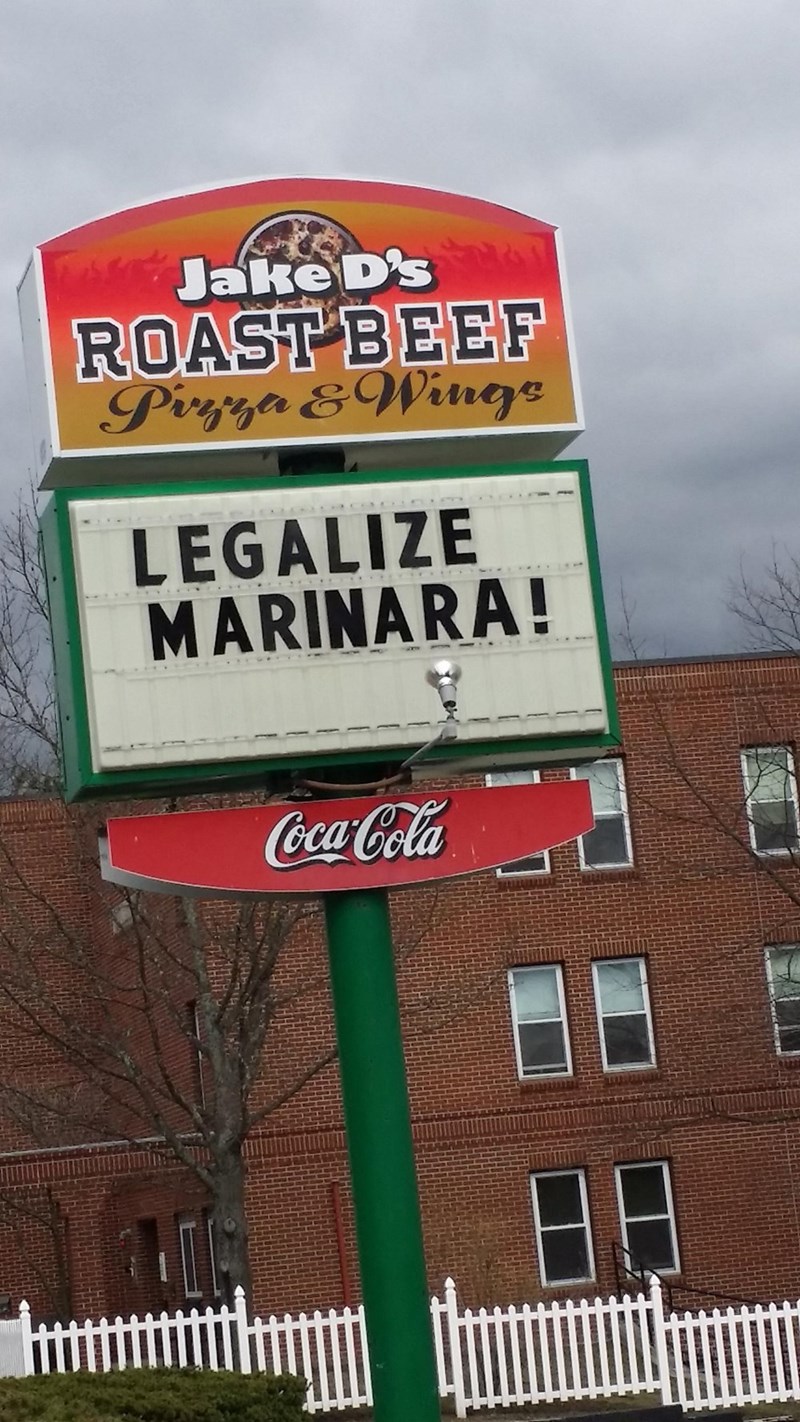 Jake D's
ROAST BEEF
Pizza & Wings
LEGALIZE
MARINARA!
Coca-Cola